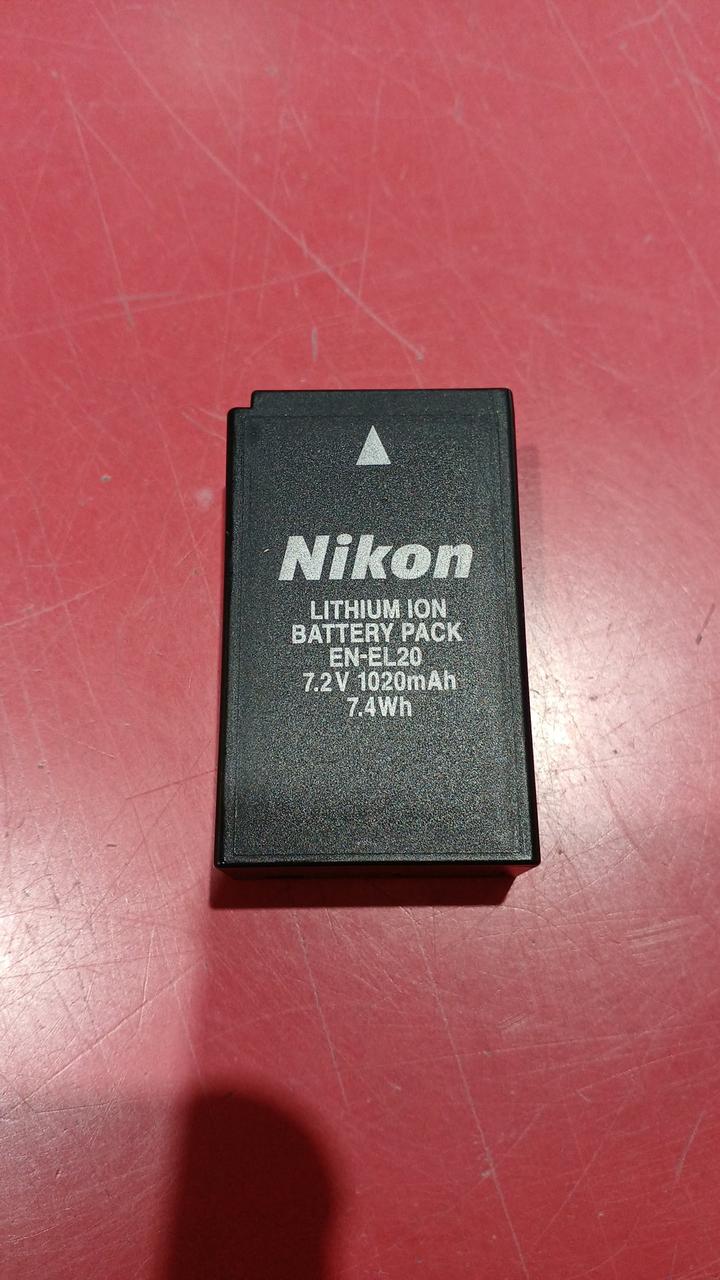 Nikon
LITHIUM ION
BATTERY PACK
EN-EL20
7.2V 1020mAh
7.4Wh